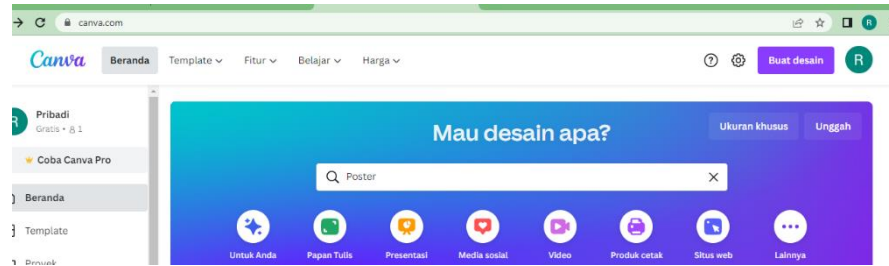 canva.com
R
Canva Beranda Template Fitur Belajar Harga Buat desain R
Pribadi
Gratis • 1
Coba Canva Pro
Beranda
Template
Proyek
Mau desain apa?
Ukuran khusus Unggah
Poster
Untuk Anda Papan Tulis Presentasi Media sosial Video Produk cetak Situs web Lainnya